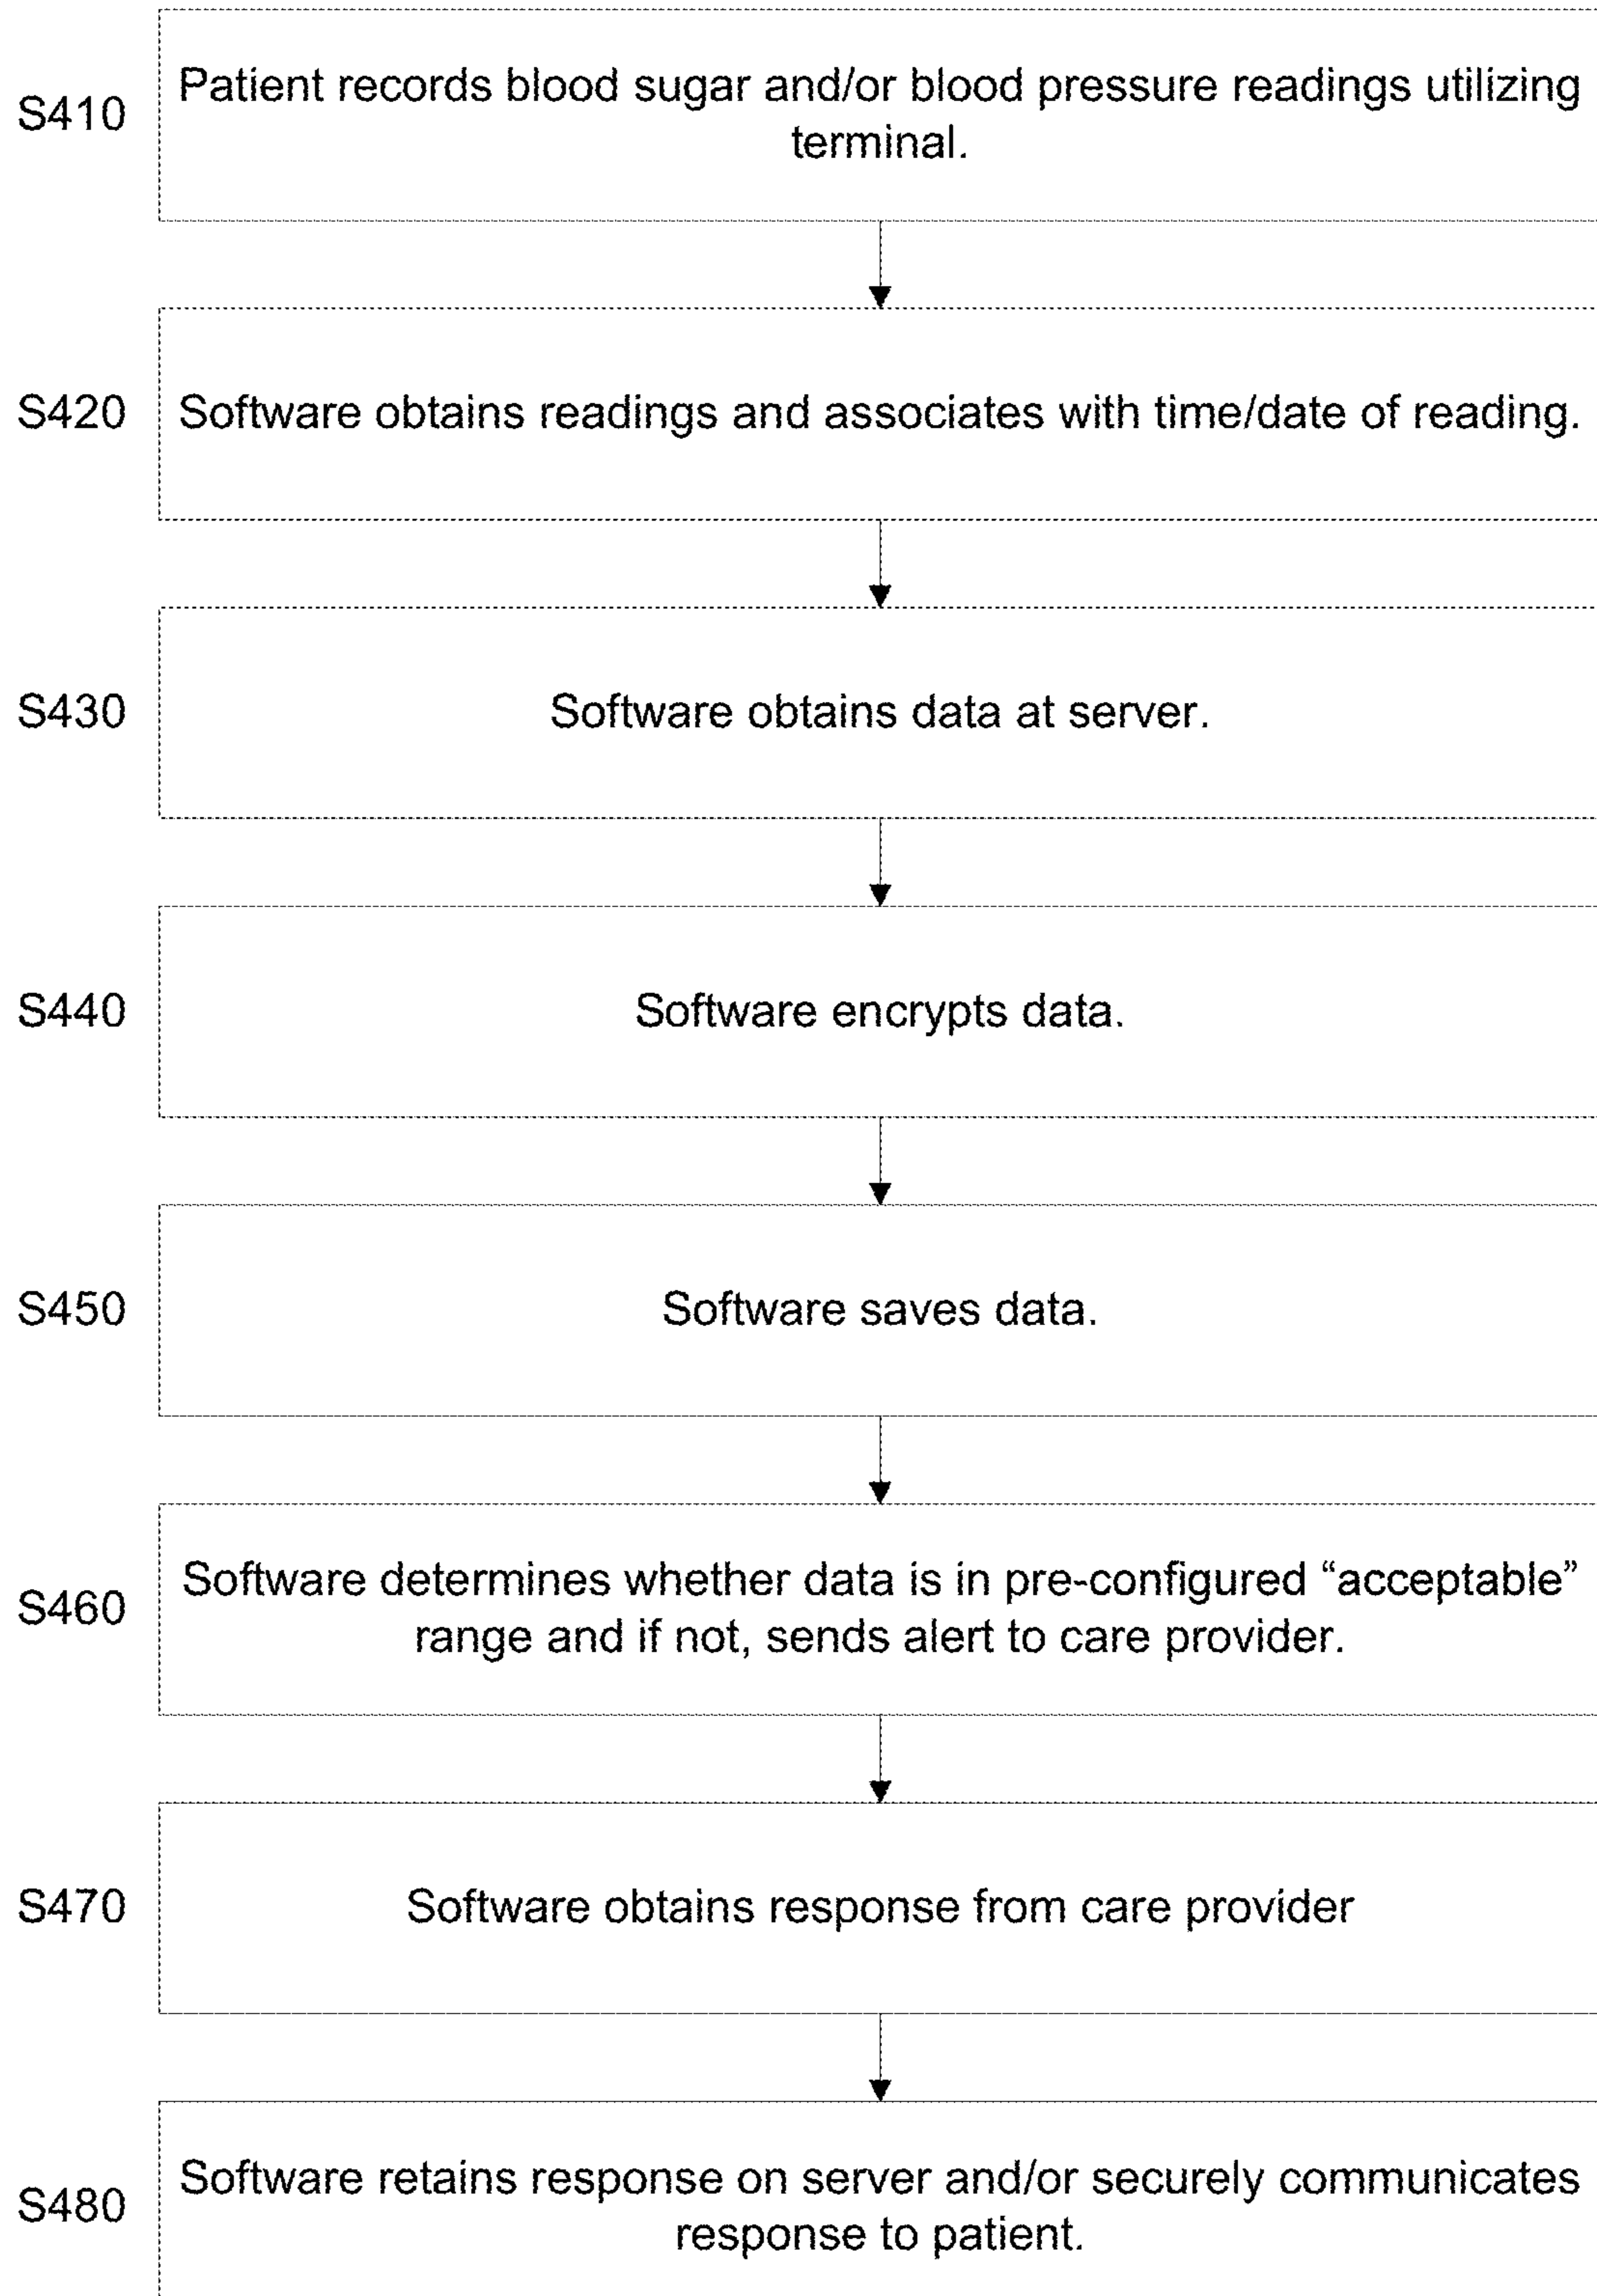 S410
Patient records blood sugar and/or blood pressure readings utilizing
terminal.
S420
Software obtains readings and associates with time/date of reading.
S430
Software obtains data at server.
S440
Software encrypts data.
S450
Software saves data.
S460
Software determines whether data is in pre-configured “acceptable”
range and if not, sends alert to care provider.
S470
Software obtains response from care provider
S480
Software retains response on server and/or securely communicates
response to patient.